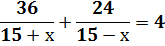 36/(15 + x) + 24/(15 − x) = 4